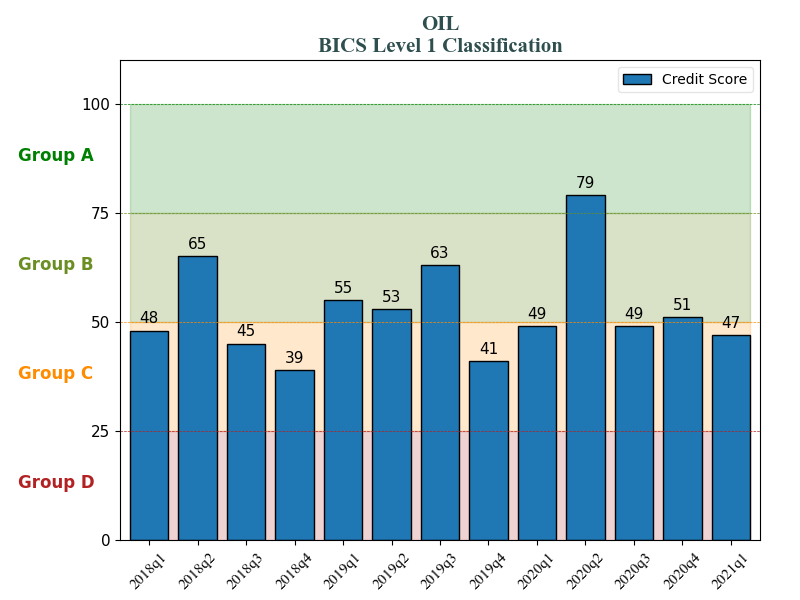 OIL
BICS Level 1 Classification
Credit Score
100
Group A
79
75
65
63
Group B
55
53
51
50
49
49
48
47
45
41
39
Group C
25
Group D
0
2018q1
2018q2
2018q3
2018q4
2019q1
2019q2
2019q3
2019q4
2020q1
2020q2
2020q3
2020q4
2021q1